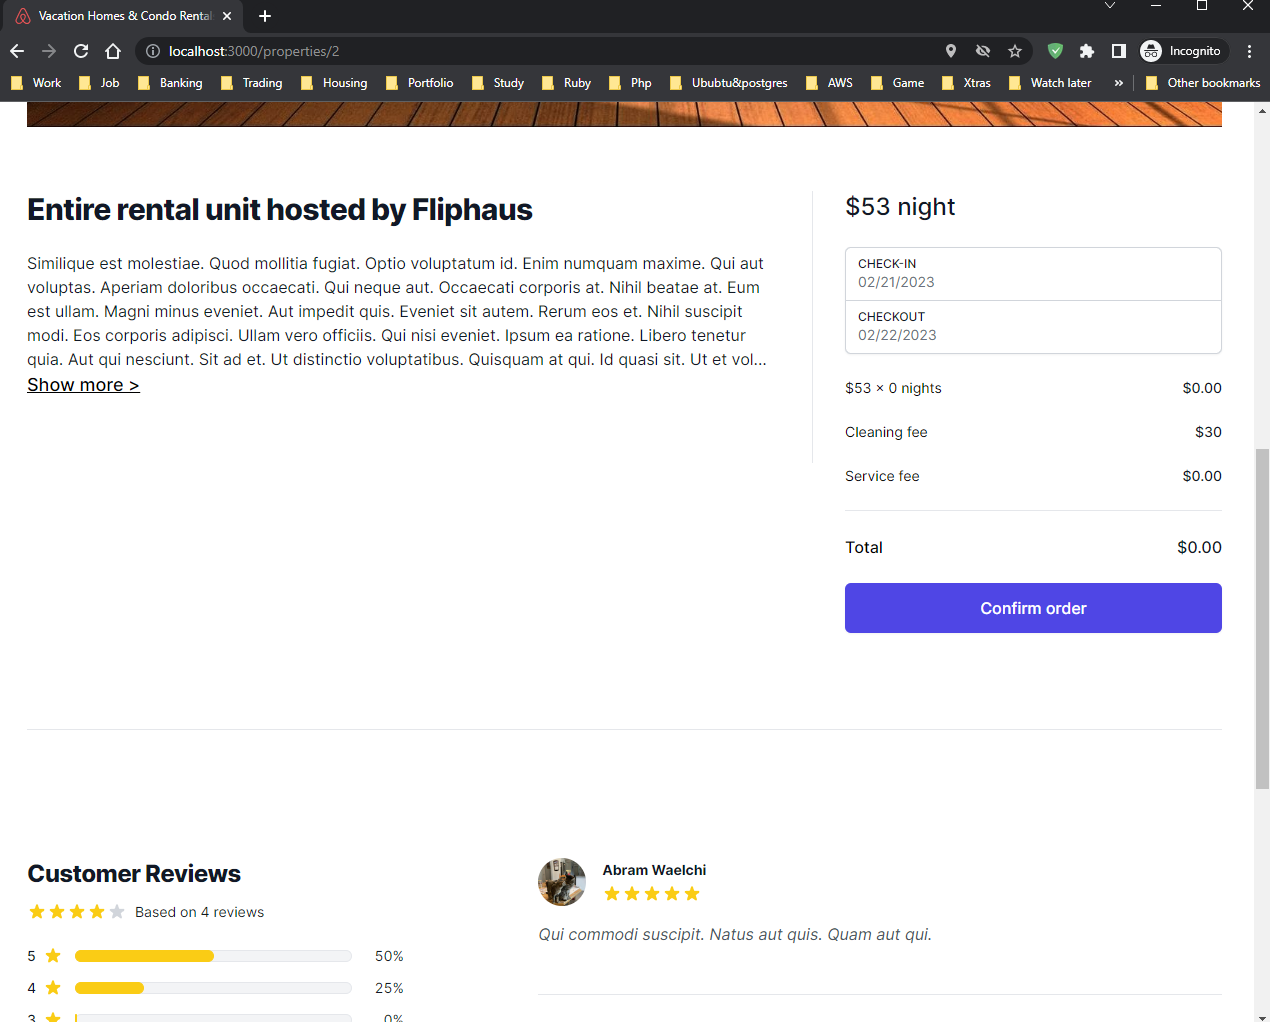 Vacation Homes & Condo Rental
localhost:3000/properties/2
Incognito
Work Job Banking Trading Housing Portfolio Study Ruby Php Ububtu&postgres AWS Game Xtras Watch later » Other bookmarks
Entire rental unit hosted by Fliphaus
Similique est molestiae. Quod mollitia fugiat. Optio voluptatum id. Enim numquam maxime. Qui aut
voluptas. Aperiam doloribus occaecati. Qui neque aut. Occaecati corporis at. Nihil beatae at. Eum
est ullam. Magni minus eveniet. Aut impedit quis. Eveniet sit autem. Rerum eos et. Nihil suscipit
modi. Eos corporis adipisci. Ullam vero officiis. Qui nisi eveniet. Ipsum ea ratione. Libero tenetur
quia. Aut qui nesciunt. Sit ad et. Ut distinctio voluptatibus. Quisquam at qui. Id quasi sit. Ut et vol...
Show more >
$53 night
CHECK-IN
02/21/2023
CHECKOUT
02/22/2023
$53 × 0 nights $0.00
Cleaning fee $30
Service fee $0.00
Total $0.00
Confirm order
Customer Reviews
Based on 4 reviews
5 50%
4 25%
3 0%
Abram Waelchi
Qui commodi suscipit. Natus aut quis. Quam aut qui.